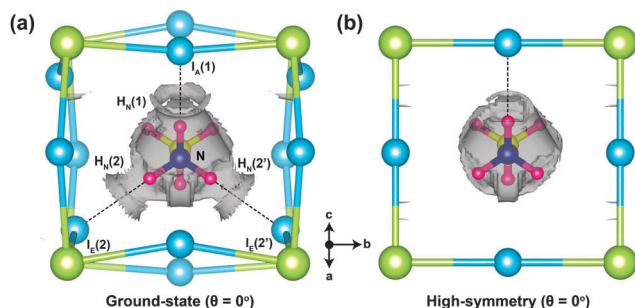 (a)
(b)
I_A(1)
H_N(1)
N
H_N(2)
H_N(2')
I_E(2)
I_E(2')
c
b
a
Ground-state (θ = 0°)
High-symmetry (θ = 0°)